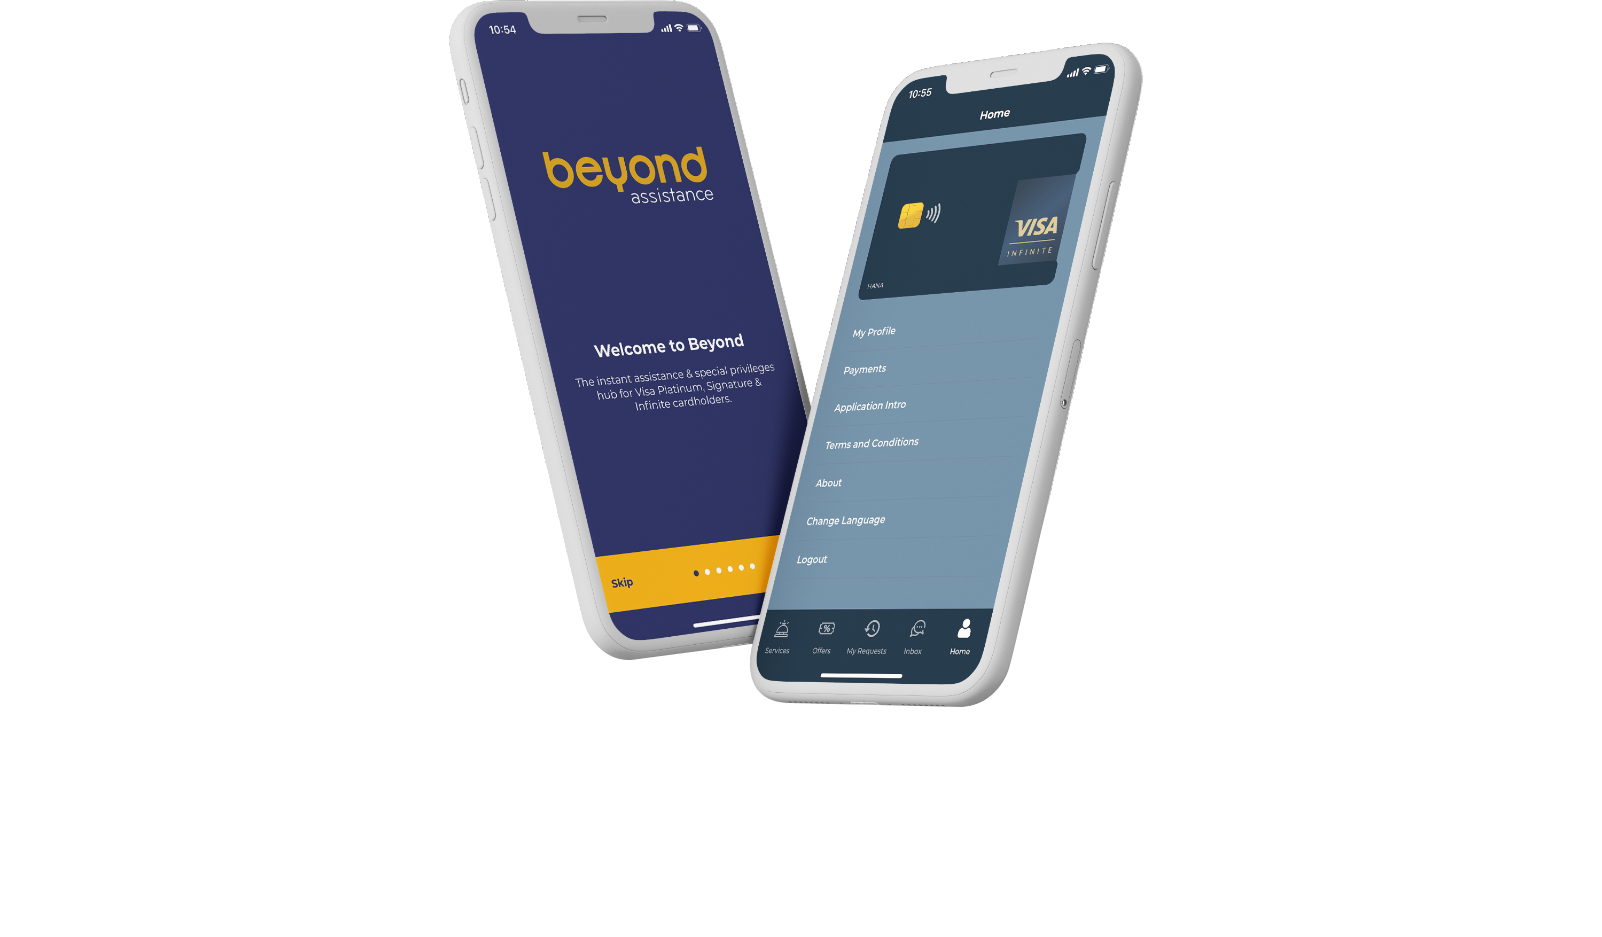 10:54
beyond
assistance
Welcome to Beyond
The instant assistance & special privileges
hub for Visa Platinum, Signature &
Infinite cardholders.
Skip
10:55
Home
VISA
INFINITE
HANA
My Profile
Payments
Application Intro
Terms and Conditions
About
Change Language
Logout
Services
Offers
My Requests
Inbox
Home